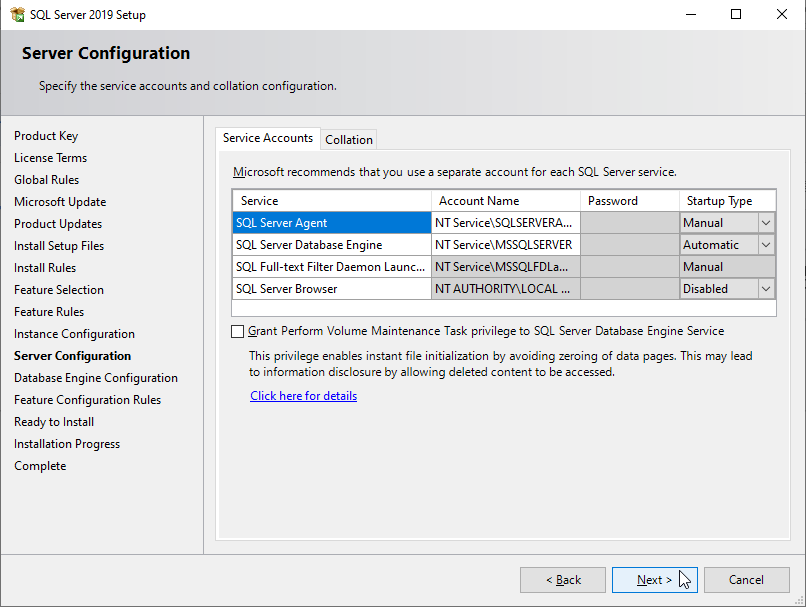 SQL Server 2019 Setup
Server Configuration
Specify the service accounts and collation configuration.
Product Key
License Terms
Global Rules
Microsoft Update
Product Updates
Install Setup Files
Install Rules
Feature Selection
Feature Rules
Instance Configuration
Server Configuration
Database Engine Configuration
Feature Configuration Rules
Ready to Install
Installation Progress
Complete
Service Accounts Collation
Microsoft recommends that you use a separate account for each SQL Server service.
Service Account Name Password Startup Type
SQL Server Agent NT Service\SQLSERVERA... Manual
SQL Server Database Engine NT Service\MSSQLSERVER Automatic
SQL Full-text Filter Daemon Launc... NT Service\MSSQLFDLa... Manual
SQL Server Browser NT AUTHORITY\LOCAL ... Disabled
Grant Perform Volume Maintenance Task privilege to SQL Server Database Engine Service
This privilege enables instant file initialization by avoiding zeroing of data pages. This may lead
to information disclosure by allowing deleted content to be accessed.
Click here for details
< Back Next > Cancel